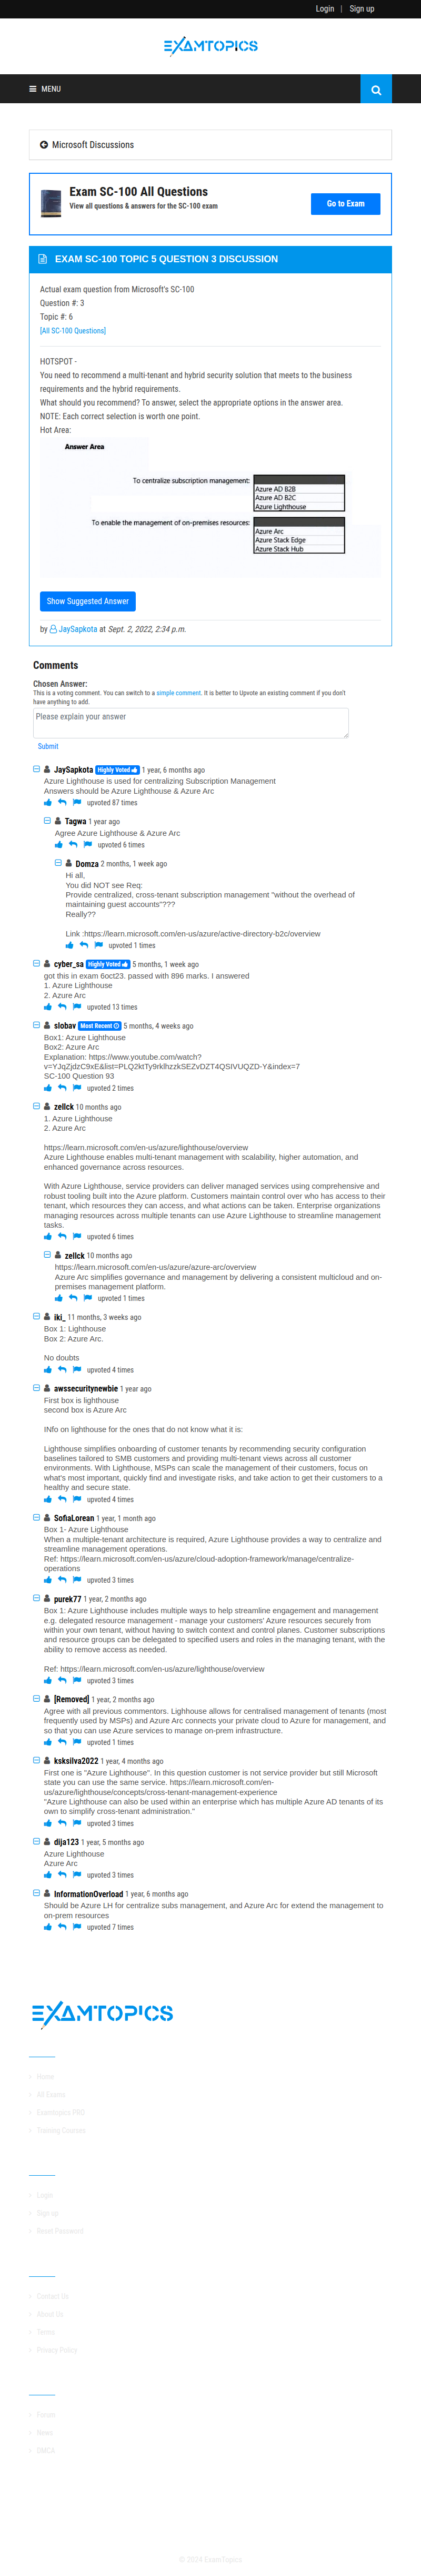 Login | Sign up
EXAMTOPICS
MENU
Microsoft Discussions
Exam SC-100 All Questions
View all questions & answers for the SC-100 exam
Go to Exam
EXAM SC-100 TOPIC 5 QUESTION 3 DISCUSSION
Actual exam question from Microsoft's SC-100
Question #: 3
Topic #: 6
[All SC-100 Questions]
HOTSPOT -
You need to recommend a multi-tenant and hybrid security solution that meets to the business
requirements and the hybrid requirements.
What should you recommend? To answer, select the appropriate options in the answer area.
NOTE: Each correct selection is worth one point.
Hot Area:
Answer Area
To centralize subscription management:
Azure AD B2B
Azure AD B2C
Azure Lighthouse
To enable the management of on-premises resources:
Azure Arc
Azure Stack Edge
Azure Stack Hub
Show Suggested Answer
by JaySapkota at Sept. 2, 2022, 2:34 p.m.
Comments
Chosen Answer:
This is a voting comment. You can switch to a simple comment. It is better to Upvote an existing comment if you don't
have anything to add.
Please explain your answer
Submit
JaySapkota Highly Voted 1 year, 6 months ago
Azure Lighthouse is used for centralizing Subscription Management
Answers should be Azure Lighthouse & Azure Arc
upvoted 87 times
Tagwa 1 year ago
Agree Azure Lighthouse & Azure Arc
upvoted 6 times
Domza 2 months, 1 week ago
Hi all,
You did NOT see Req:
Provide centralized, cross-tenant subscription management "without the overhead of
maintaining guest accounts"???
Really??
Link :https://learn.microsoft.com/en-us/azure/active-directory-b2c/overview
upvoted 1 times
cyber_sa Highly Voted 5 months, 1 week ago
got this in exam 6oct23. passed with 896 marks. I answered
1. Azure Lighthouse
2. Azure Arc
upvoted 13 times
slobav Most Recent 5 months, 4 weeks ago
Box1: Azure Lighthouse
Box2: Azure Arc
Explanation: https://www.youtube.com/watch?
v=YJqZjdzC9xE&list=PLQ2ktTy9rklhzzkSEZvDZT4QSIVUQZD-Y&index=7
SC-100 Question 93
upvoted 2 times
zellck 10 months ago
1. Azure Lighthouse
2. Azure Arc
https://learn.microsoft.com/en-us/azure/lighthouse/overview
Azure Lighthouse enables multi-tenant management with scalability, higher automation, and
enhanced governance across resources.
With Azure Lighthouse, service providers can deliver managed services using comprehensive and
robust tooling built into the Azure platform. Customers maintain control over who has access to their
tenant, which resources they can access, and what actions can be taken. Enterprise organizations
managing resources across multiple tenants can use Azure Lighthouse to streamline management
tasks.
upvoted 6 times
zellck 10 months ago
https://learn.microsoft.com/en-us/azure/azure-arc/overview
Azure Arc simplifies governance and management by delivering a consistent multicloud and on-
premises management platform.
upvoted 1 times
iki_ 11 months, 3 weeks ago
Box 1: Lighthouse
Box 2: Azure Arc.
No doubts
upvoted 4 times
awssecuritynewbie 1 year ago
First box is lighthouse
second box is Azure Arc
INfo on lighthouse for the ones that do not know what it is:
Lighthouse simplifies onboarding of customer tenants by recommending security configuration
baselines tailored to SMB customers and providing multi-tenant views across all customer
environments. With Lighthouse, MSPs can scale the management of their customers, focus on
what's most important, quickly find and investigate risks, and take action to get their customers to a
healthy and secure state.
upvoted 4 times
SofiaLorean 1 year, 1 month ago
Box 1- Azure Lighthouse
When a multiple-tenant architecture is required, Azure Lighthouse provides a way to centralize and
streamline management operations.
Ref: https://learn.microsoft.com/en-us/azure/cloud-adoption-framework/manage/centralize-
operations
upvoted 3 times
purek77 1 year, 2 months ago
Box 1: Azure Lighthouse includes multiple ways to help streamline engagement and management
e.g. delegated resource management - manage your customers' Azure resources securely from
within your own tenant, without having to switch context and control planes. Customer subscriptions
and resource groups can be delegated to specified users and roles in the managing tenant, with the
ability to remove access as needed.
Ref: https://learn.microsoft.com/en-us/azure/lighthouse/overview
upvoted 3 times
[Removed] 1 year, 2 months ago
Agree with all previous commentors. Lighhouse allows for centralised management of tenants (most
frequently used by MSPs) and Azure Arc connects your private cloud to Azure for management, and
so that you can use Azure services to manage on-prem infrastructure.
upvoted 1 times
ksksilva2022 1 year, 4 months ago
First one is "Azure Lighthouse". In this question customer is not service provider but still Microsoft
state you can use the same service. https://learn.microsoft.com/en-
us/azure/lighthouse/concepts/cross-tenant-management-experience
"Azure Lighthouse can also be used within an enterprise which has multiple Azure AD tenants of its
own to simplify cross-tenant administration."
upvoted 3 times
dija123 1 year, 5 months ago
Azure Lighthouse
Azure Arc
upvoted 3 times
InformationOverload 1 year, 6 months ago
Should be Azure LH for centralize subs management, and Azure Arc for extend the management to
on-prem resources
upvoted 7 times
EXAMTOPICS
Home
All Exams
Examtopics PRO
Training Courses
Login
Sign up
Reset Password
Contact Us
About Us
Terms
Privacy Policy
Forum
News
DMCA
© 2024 ExamTopics